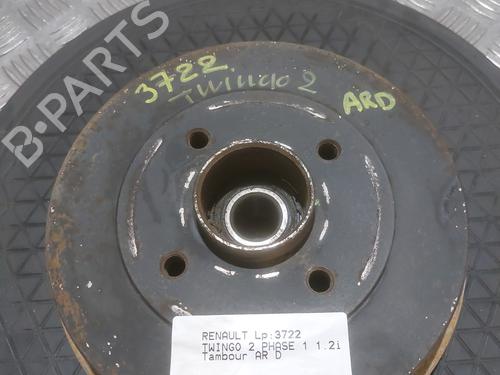 B-PARTS
3722
TWINGO 2
ARD
RENAULT Lp:3722
TWINGO 2 PHASE 1 1.2i
Tambour AR D